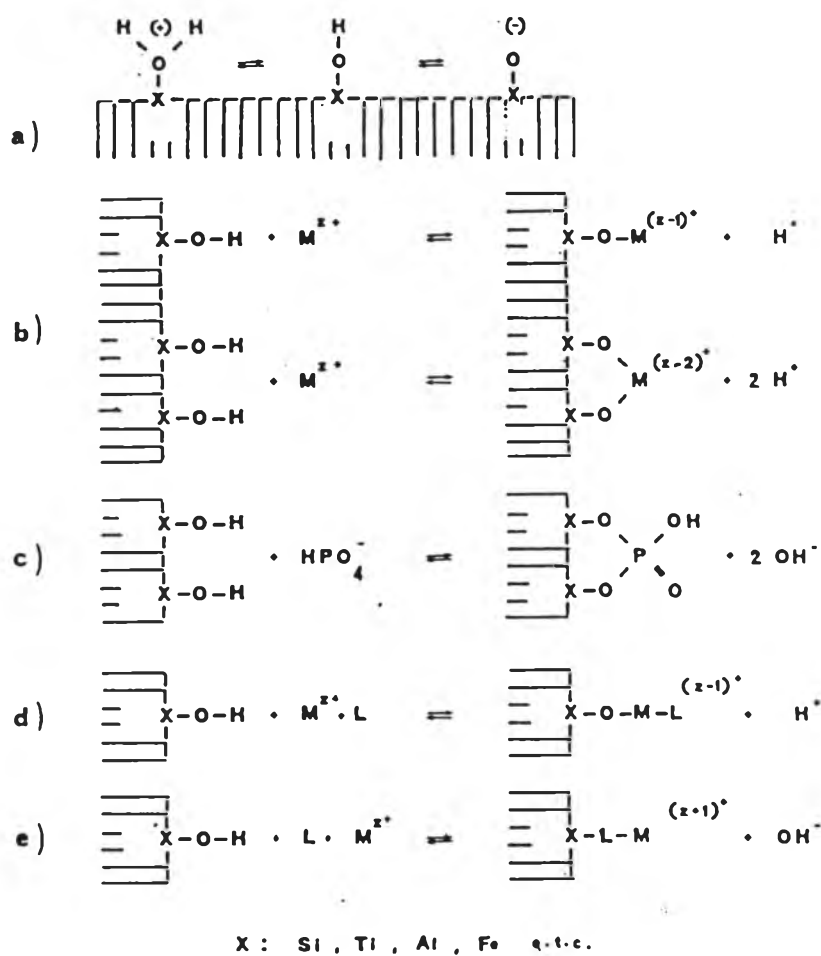 H (+) H H (-)
O ⇌ O ⇌ O
X X X
a)
X-O-H + M^z+ ⇌ X-O-M^(z-1)+ + H^+
b)
X-O-H X-O
+ M^z+ ⇌ M^(z-2)+ + 2 H^+
X-O-H X-O
X-O-H X-O OH
c) + HPO4^- ⇌ P + 2 OH^-
X-O-H X-O O
d) X-O-H + M^z+ + L ⇌ X-O-M-L^(z-1)+ + H^+
e) X-O-H + L + M^z+ ⇌ X-L-M^(z+1)+ + OH^-
X : Si , Ti , Al , Fe e.t.c.